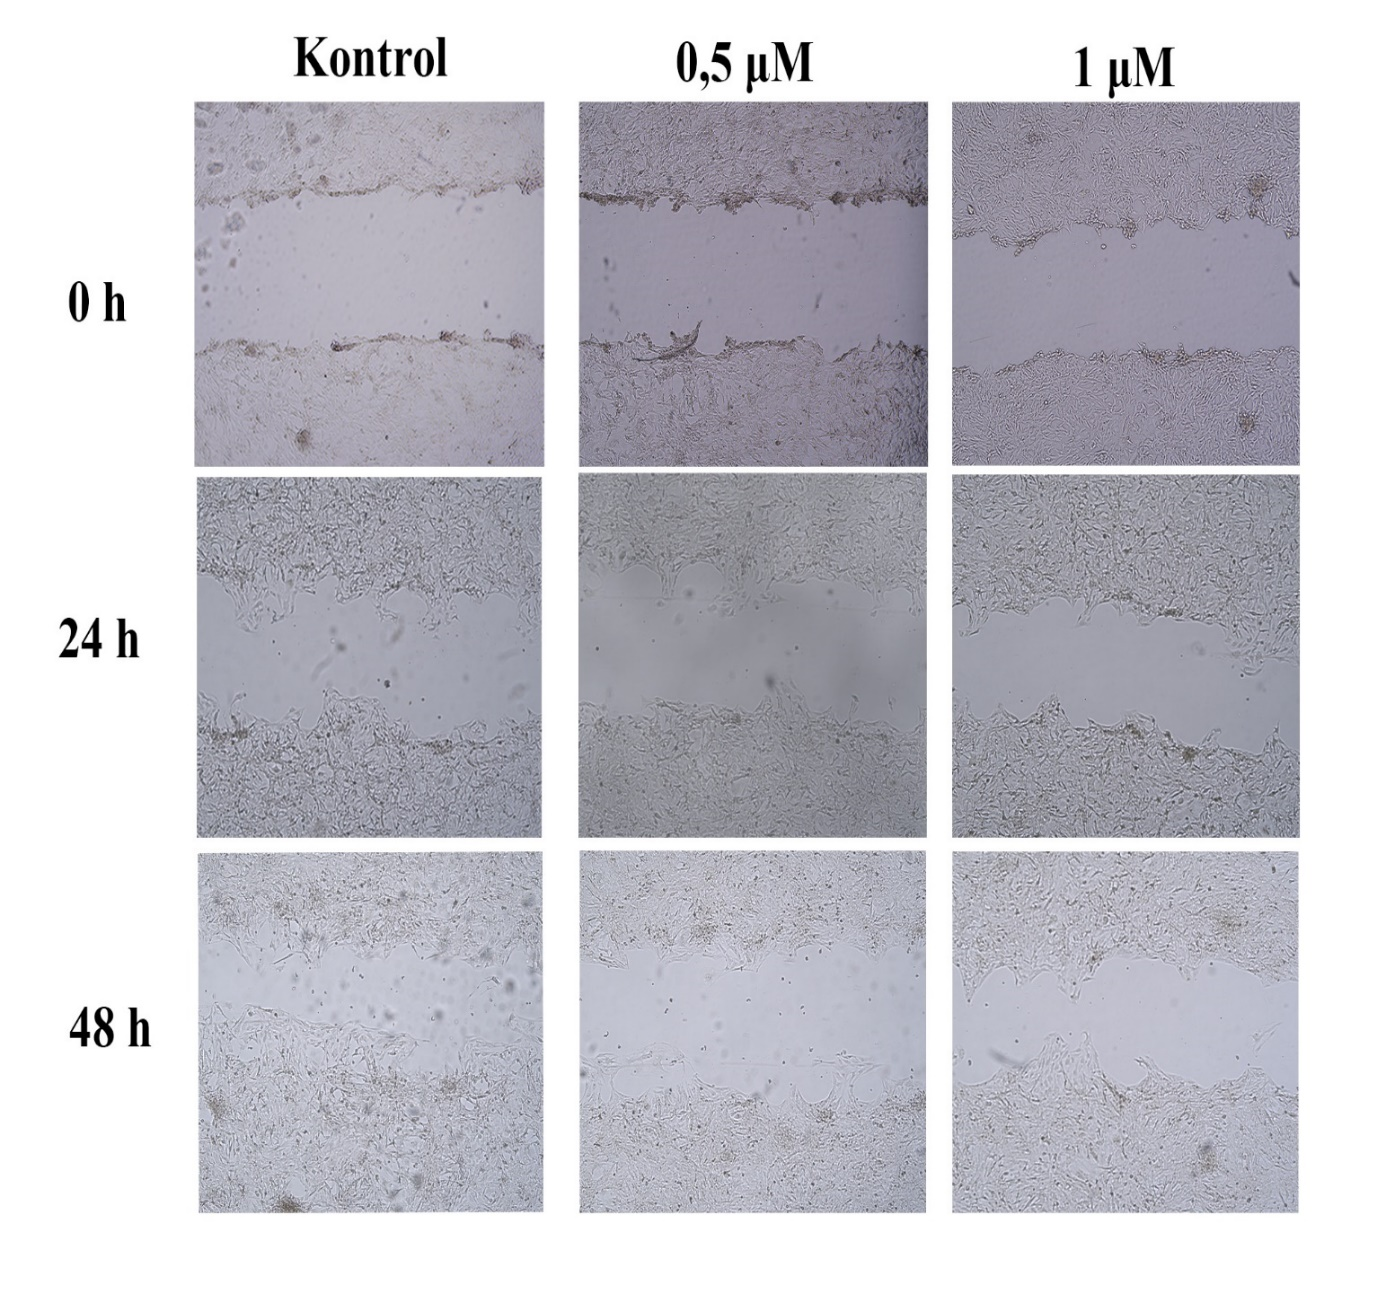 Kontrol
0,5 μM
1 μM
0 h
24 h
48 h